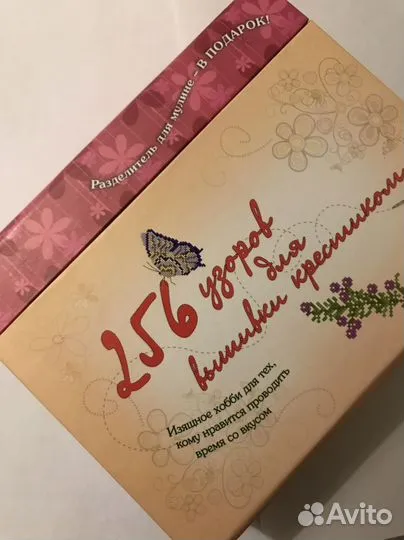 Разделитель для мулине – В ПОДАРОК!
256 узоров
для
вышивки крестиком
Изящное хобби для тех,
кому нравится проводить
время со вкусом
Avito